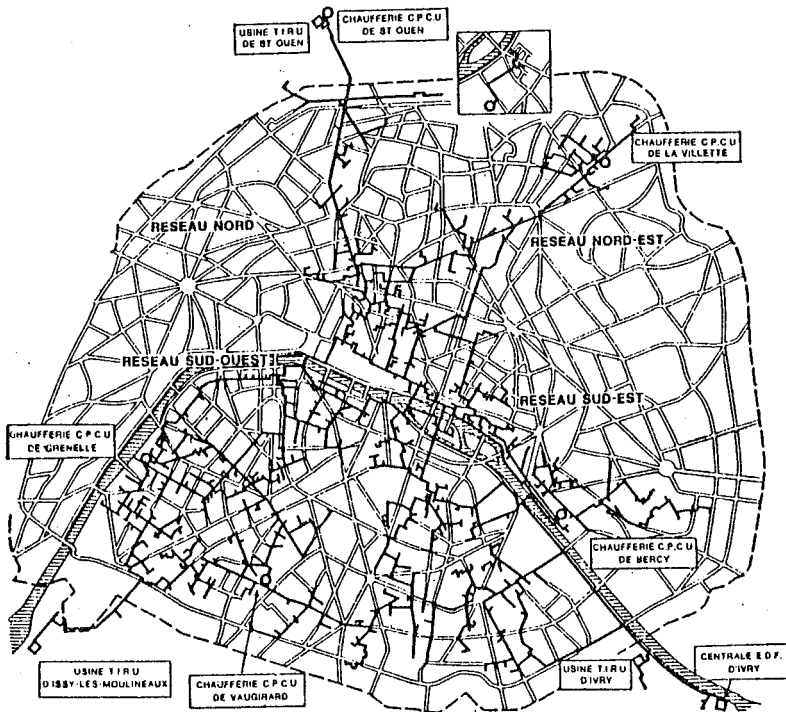 USINE T.I.R.U
DE ST OUEN
CHAUFFERIE C.P.C.U
DE ST OUEN
CHAUFFERIE C.P.C.U
DE LA VILLETTE
RESEAU NORD
RESEAU NORD-EST
RESEAU SUD-OUEST
RESEAU SUD-EST
CHAUFFERIE C.P.C.U
DE GRENELLE
CHAUFFERIE C.P.C.U
DE BERCY
USINE T.I.R.U
D'ISSY-LES-MOULINEAUX
CHAUFFERIE C.P.C.U
DE VAUGIRARD
USINE T.I.R.U
D'IVRY
CENTRALE E.D.F.
D'IVRY